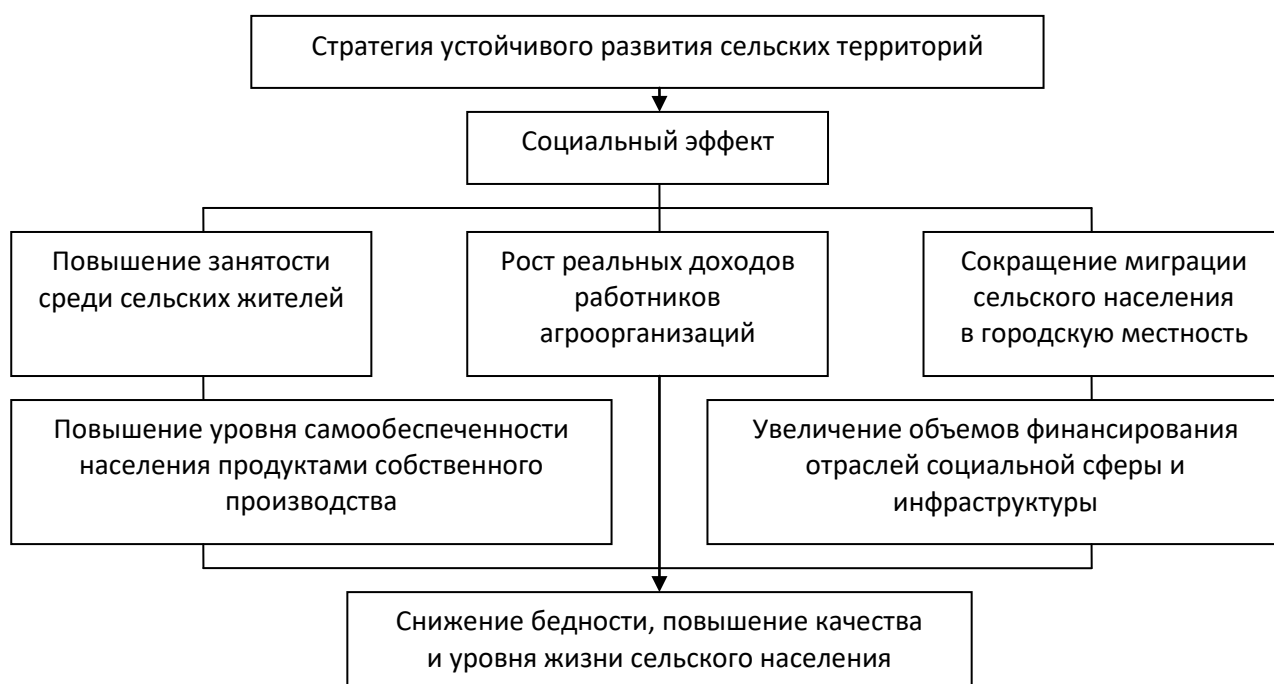 Стратегия устойчивого развития сельских территорий
Социальный эффект
Повышение занятости
среди сельских жителей
Рост реальных доходов
работников
агроорганизаций
Сокращение миграции
сельского населения
в городскую местность
Повышение уровня самообеспеченности
населения продуктами собственного
производства
Увеличение объемов финансирования
отраслей социальной сферы и
инфраструктуры
Снижение бедности, повышение качества
и уровня жизни сельского населения